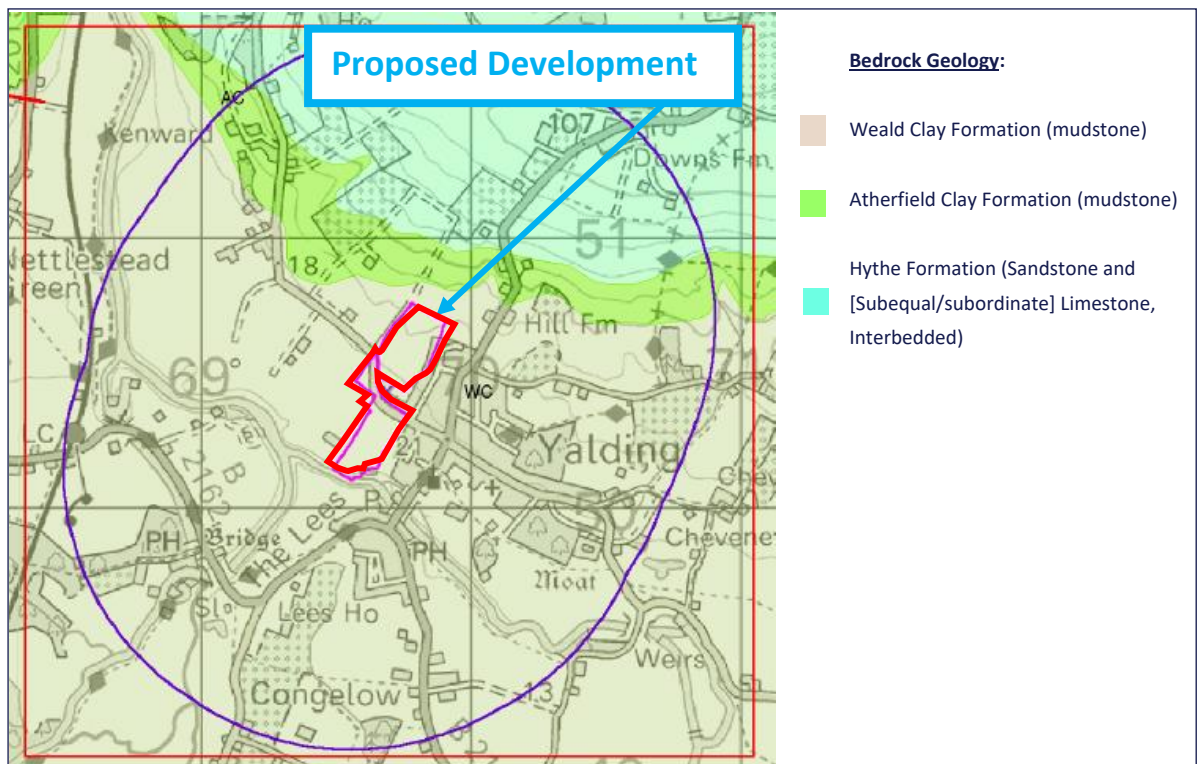 Proposed Development
AC
Kenward
107
Downs Fm
51
Nettlestead
Green
18
Hill Fm
69
WC
LC
21
Yalding
B 2162
The Lees
PH
Bridge
PH
Cheveney
Moat
Lees Ho
Weirs
Congelow
13
Bedrock Geology:
Weald Clay Formation (mudstone)
Atherfield Clay Formation (mudstone)
Hythe Formation (Sandstone and
[Subequal/subordinate] Limestone,
Interbedded)